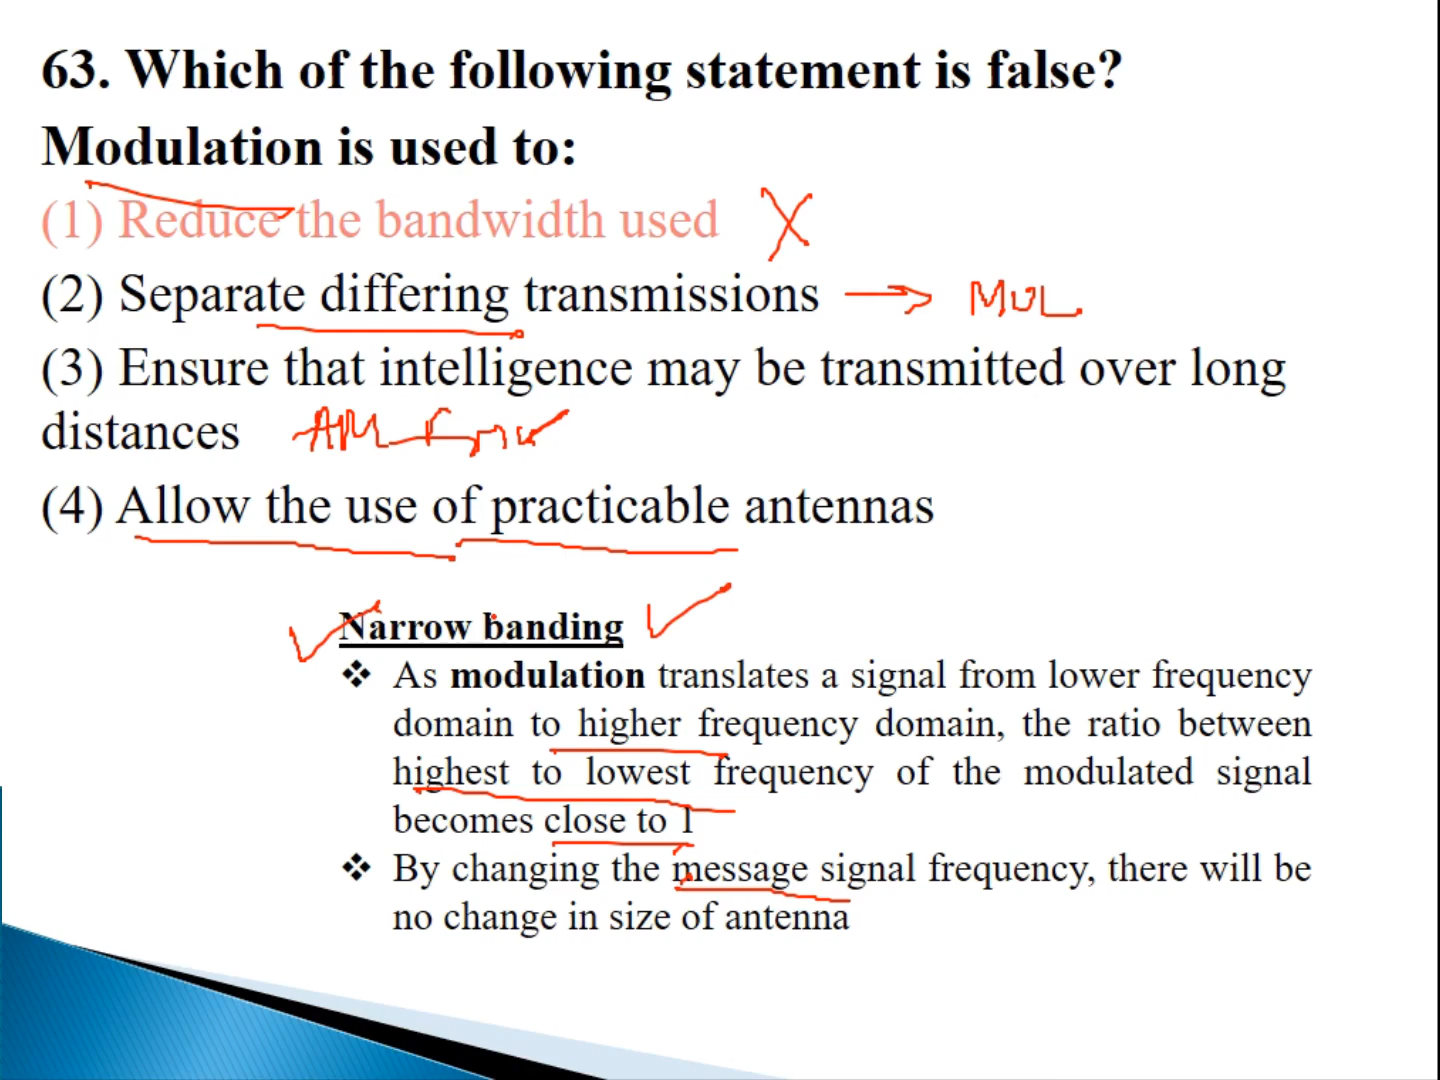 63. Which of the following statement is false?
Modulation is used to:
(1) Reduce the bandwidth used
(2) Separate differing transmissions → MUL
(3) Ensure that intelligence may be transmitted over long
distances
(4) Allow the use of practicable antennas
Narrow banding
❖ As modulation translates a signal from lower frequency
domain to higher frequency domain, the ratio between
highest to lowest frequency of the modulated signal
becomes close to 1
❖ By changing the message signal frequency, there will be
no change in size of antenna